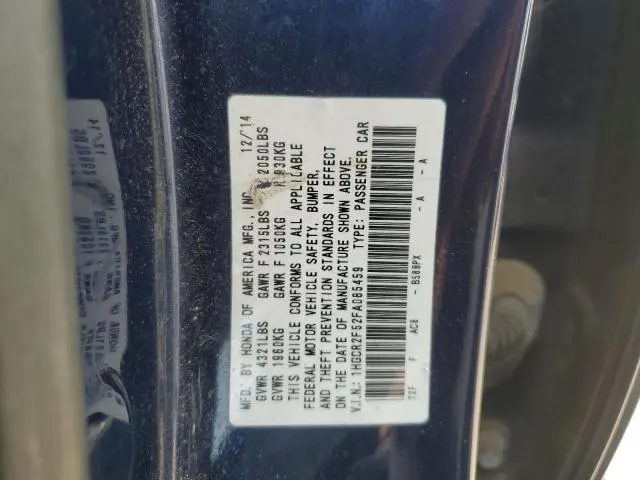 MFD. BY HONDA OF AMERICA MFG., INC. 12/14
GVWR 4321LBS GAWR F 2315LBS R 2050LBS
GVWR 1960KG GAWR F 1050KG R 930KG
THIS VEHICLE CONFORMS TO ALL APPLICABLE
FEDERAL MOTOR VEHICLE SAFETY, BUMPER,
AND THEFT PREVENTION STANDARDS IN EFFECT
ON THE DATE OF MANUFACTURE SHOWN ABOVE.
V.I.N.: 1HGCR2F52FA085459 TYPE: PASSENGER CAR
T2F F AC8 - B588PX - A - A